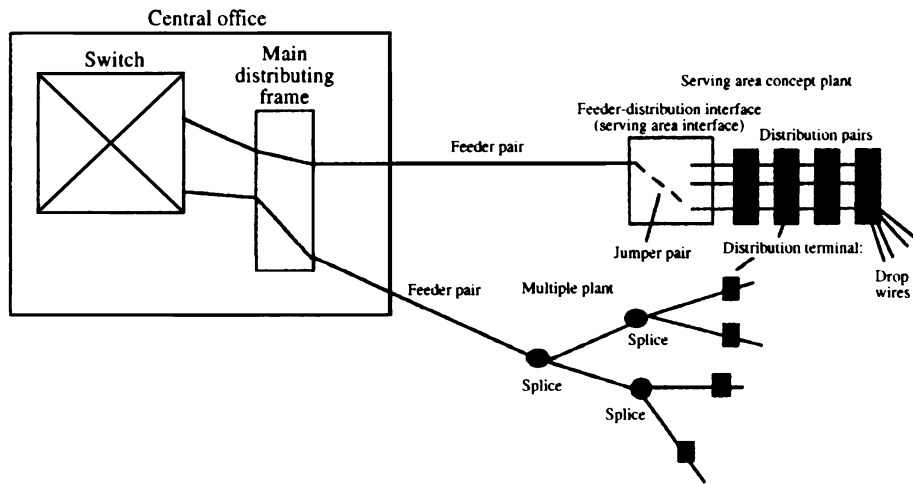 Central office
Switch
Main
distributing
frame
Serving area concept plant
Feeder-distribution interface
(serving area interface)
Distribution pairs
Feeder pair
Jumper pair
Distribution terminal:
Drop
wires
Feeder pair
Multiple plant
Splice
Splice
Splice